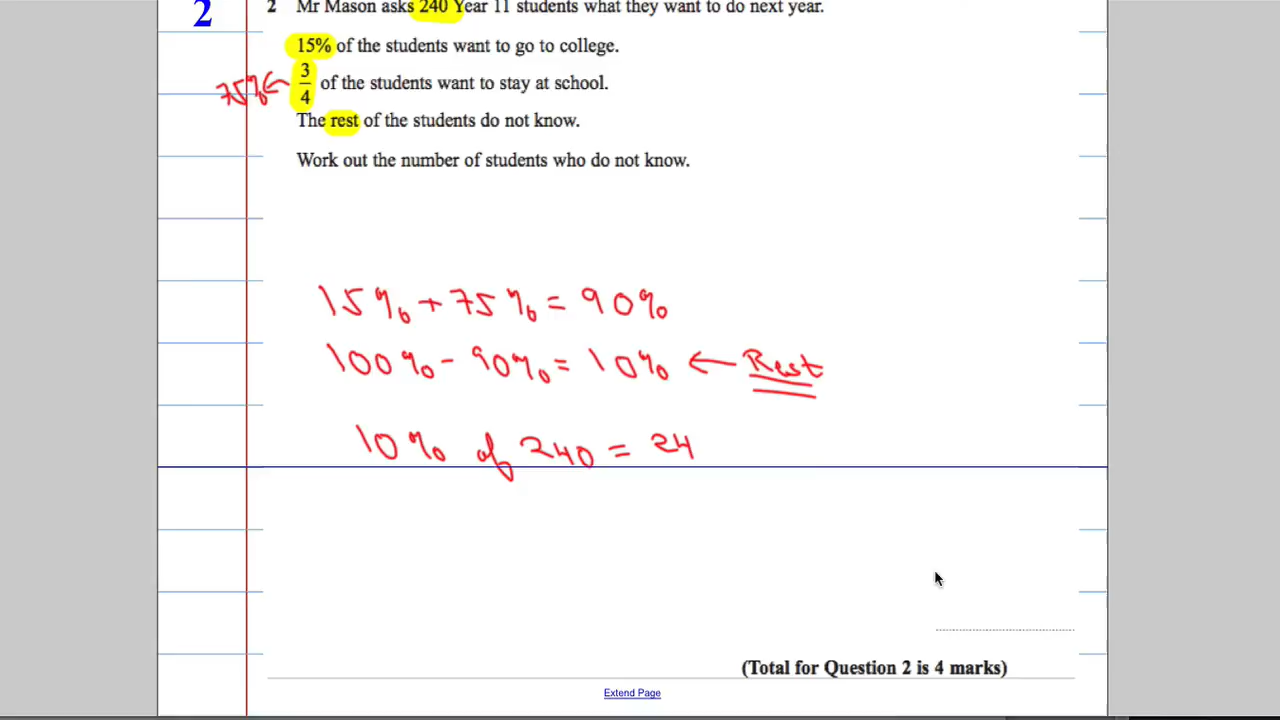 2
2 Mr Mason asks 240 Year 11 students what they want to do next year.
15% of the students want to go to college.
75% ← 3/4 of the students want to stay at school.
The rest of the students do not know.
Work out the number of students who do not know.
15% + 75% = 90%
100% - 90% = 10% ← Rest
10% of 240 = 24
(Total for Question 2 is 4 marks)
Extend Page